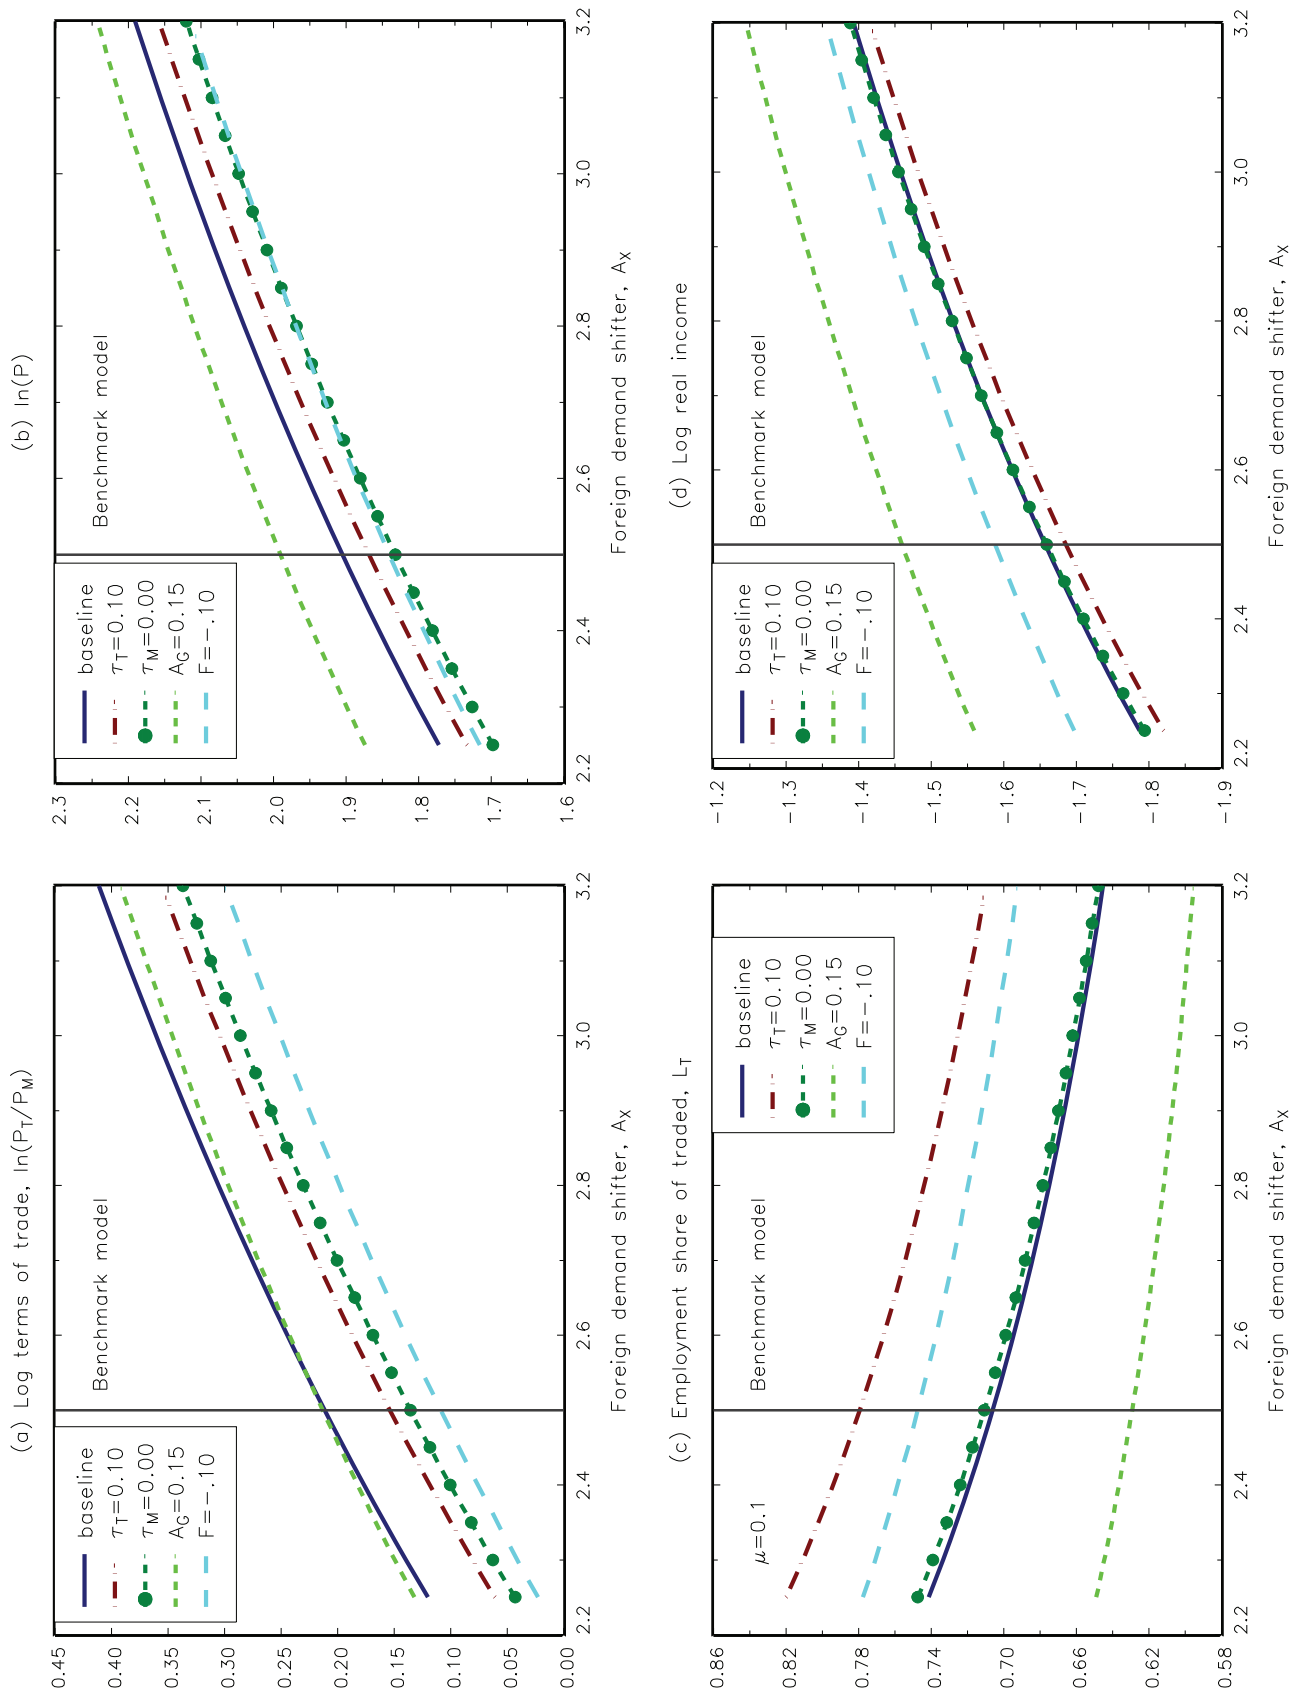 (a) Log terms of trade, ln(P_T/P_M)
0.45
0.40
0.35
0.30
0.25
0.20
0.15
0.10
0.05
0.00
baseline
τ_T=0.10
τ_M=0.00
A_G=0.15
F=-.10
Benchmark model
2.2
2.4
2.6
2.8
3.0
3.2
Foreign demand shifter, A_X
(b) ln(P)
2.3
2.2
2.1
2.0
1.9
1.8
1.7
1.6
baseline
τ_T=0.10
τ_M=0.00
A_G=0.15
F=-.10
Benchmark model
2.2
2.4
2.6
2.8
3.0
3.2
Foreign demand shifter, A_X
(c) Employment share of traded, L_T
0.86
0.82
0.78
0.74
0.70
0.66
0.62
0.58
μ=0.1
Benchmark model
baseline
τ_T=0.10
τ_M=0.00
A_G=0.15
F=-.10
2.2
2.4
2.6
2.8
3.0
3.2
Foreign demand shifter, A_X
(d) Log real income
-1.2
-1.3
-1.4
-1.5
-1.6
-1.7
-1.8
-1.9
baseline
τ_T=0.10
τ_M=0.00
A_G=0.15
F=-.10
Benchmark model
2.2
2.4
2.6
2.8
3.0
3.2
Foreign demand shifter, A_X